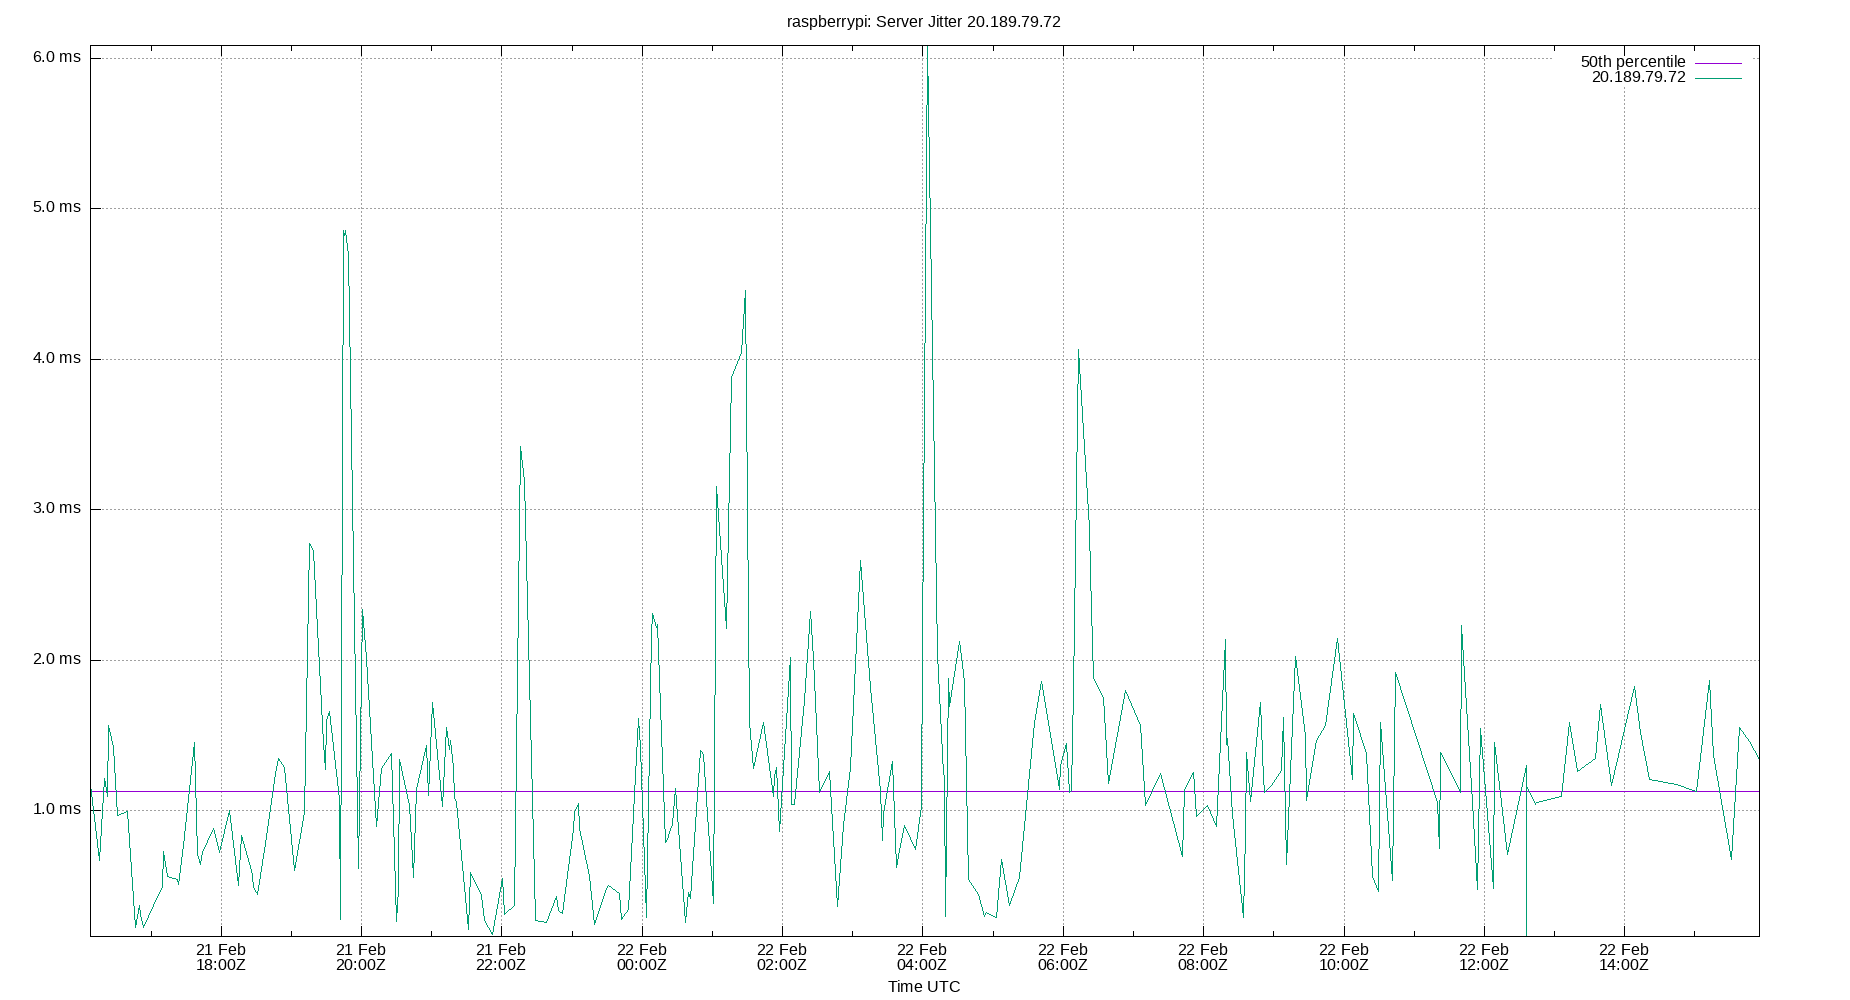 raspberrypi: Server Jitter 20.189.79.72
6.0 ms
5.0 ms
4.0 ms
3.0 ms
2.0 ms
1.0 ms
50th percentile
20.189.79.72
21 Feb 18:00Z
21 Feb 20:00Z
21 Feb 22:00Z
22 Feb 00:00Z
22 Feb 02:00Z
22 Feb 04:00Z
22 Feb 06:00Z
22 Feb 08:00Z
22 Feb 10:00Z
22 Feb 12:00Z
22 Feb 14:00Z
Time UTC